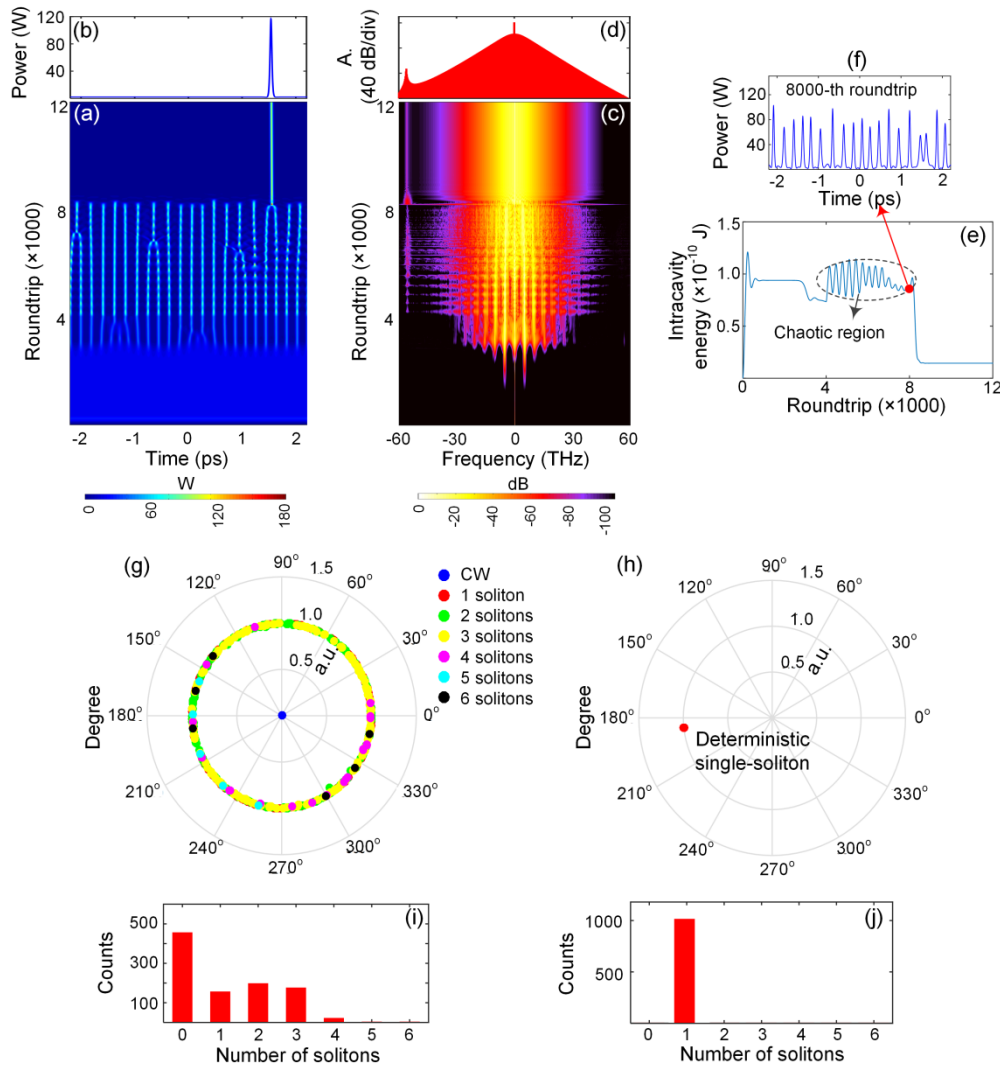 (b)
Power (W)
120
80
40
(a)
Roundtrip (×1000)
12
8
4
-2 -1 0 1 2
Time (ps)
W
0 60 120 180
(d)
A.
(40 dB/div)
(c)
Roundtrip (×1000)
12
8
4
-60 -30 0 30 60
Frequency (THz)
dB
0 -20 -40 -60 -80 -100
(f)
8000-th roundtrip
Power (W)
120
80
40
-2 -1 0 1 2
Time (ps)
(e)
Intracavity
energy (×10⁻¹⁰ J)
1.5
1.0
0.5
Chaotic region
0 4 8 12
Roundtrip (×1000)
(g)
Degree
90°
120° 1.5 60°
1.0
150° 30°
0.5
a.u.
180° 0°
210° 330°
240° 300°
270°
CW
1 soliton
2 solitons
3 solitons
4 solitons
5 solitons
6 solitons
(h)
Degree
90°
120° 1.5 60°
1.0
150° 30°
0.5
a.u.
180° 0°
Deterministic
single-soliton
210° 330°
240° 300°
270°
(i)
Counts
500
300
100
0 1 2 3 4 5 6
Number of solitons
(j)
Counts
1000
500
0 1 2 3 4 5 6
Number of solitons